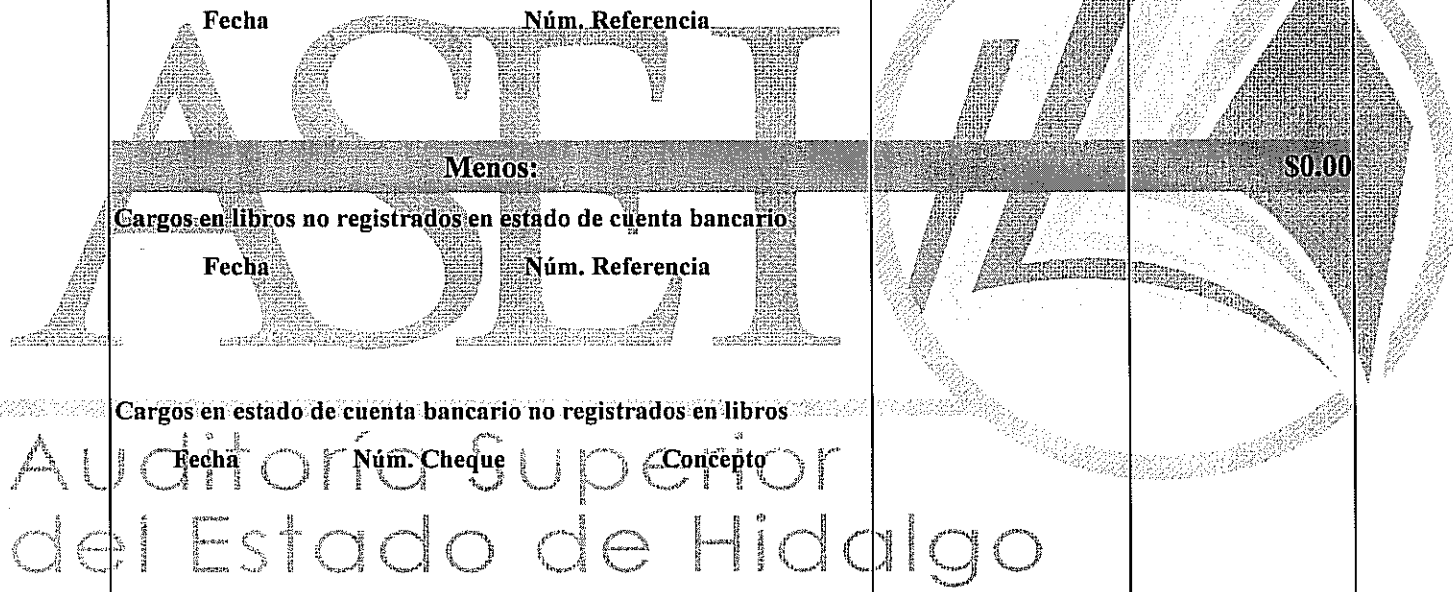 Fecha Núm. Referencia
Menos: $0.00
Cargos en libros no registrados en estado de cuenta bancario
Fecha Núm. Referencia
ASEH
Cargos en estado de cuenta bancario no registrados en libros
Fecha Núm. Cheque Concepto
Auditoría Superior
del Estado de Hidalgo